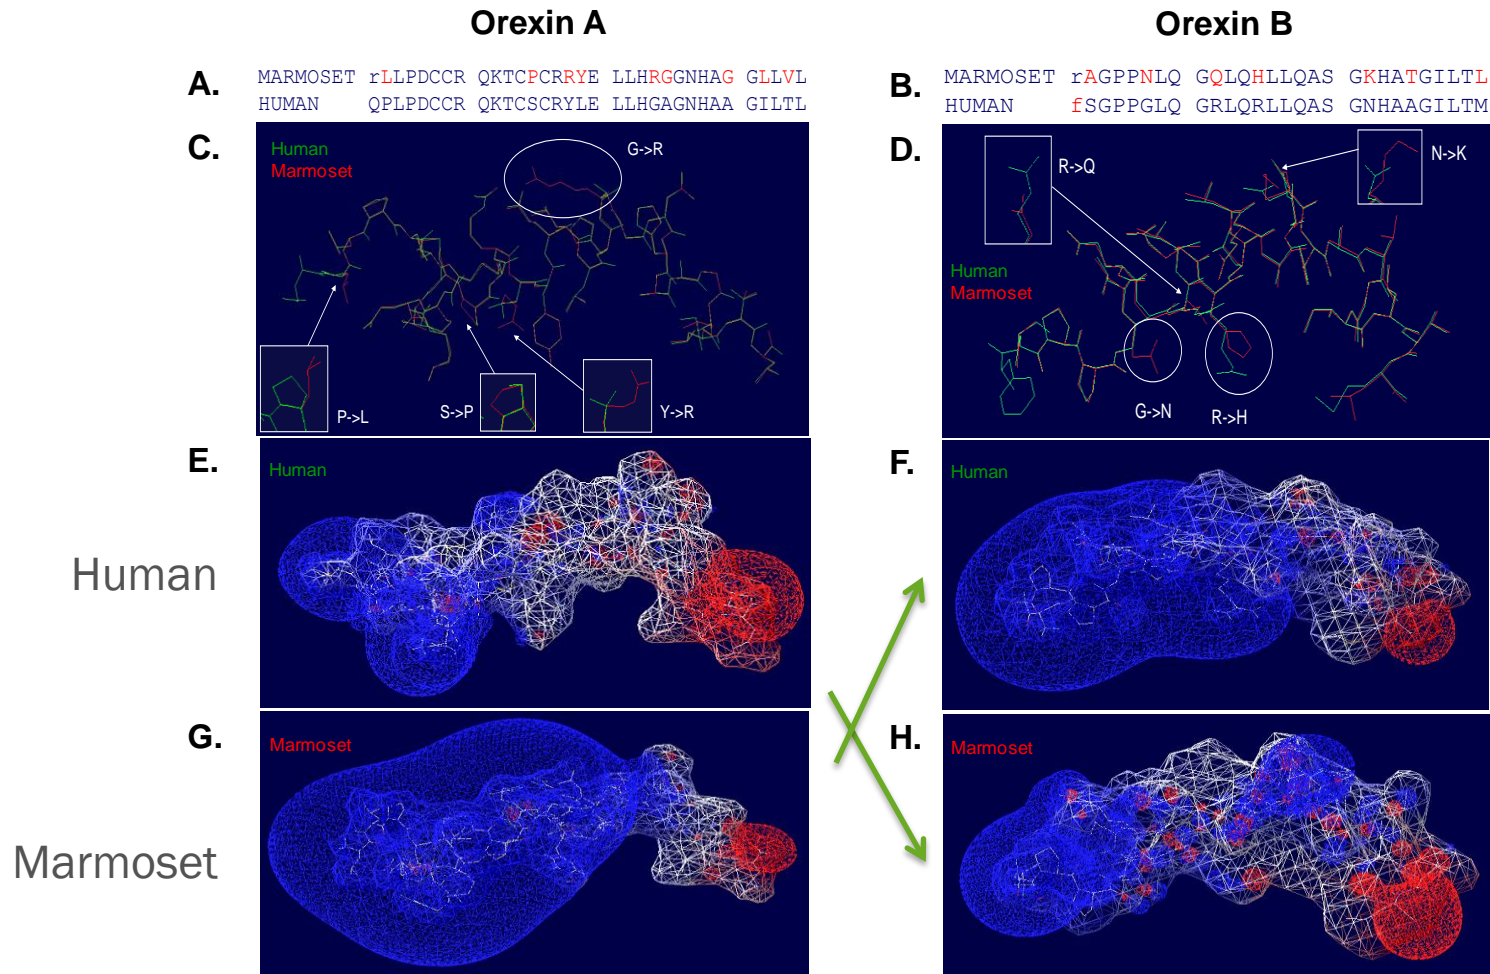 Orexin A
Orexin B
A.
MARMOSET rLLPDCCR QKTCPCRRYE LLHRGGNHAG GLLVL
HUMAN QPLPDCCR QKTCSCRYLE LLHGAGNHAA GILTL
B.
MARMOSET rAGPPNLQ GQLQHLLQAS GKHATGILTL
HUMAN fSGPPGLQ GRLQRLLQAS GNHAAGILTM
C.
Human
Marmoset
G->R
P->L
S->P
Y->R
D.
R->Q
N->K
Human
Marmoset
G->N
R->H
E.
Human
F.
Human
Human
G.
Marmoset
H.
Marmoset
Marmoset